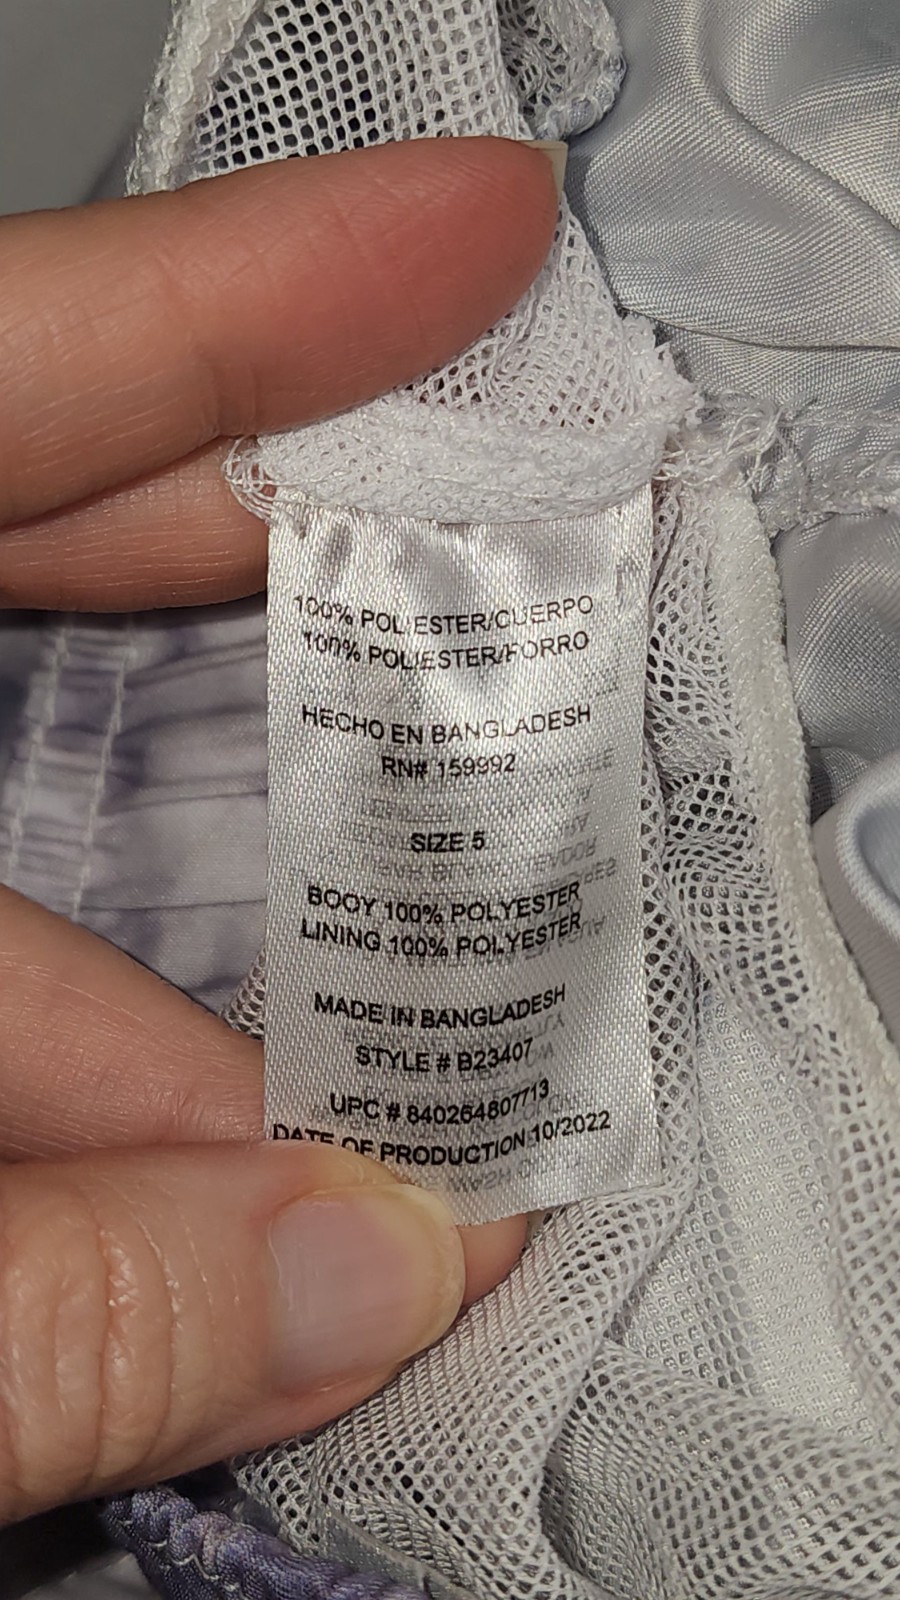 100% POLIESTER/CUERPO
100% POLIESTER/FORRO
HECHO EN BANGLADESH
RN# 159992
SIZE 5
BODY 100% POLYESTER
LINING 100% POLYESTER
MADE IN BANGLADESH
STYLE # B23407
UPC # 840264807713
DATE OF PRODUCTION 10/2022